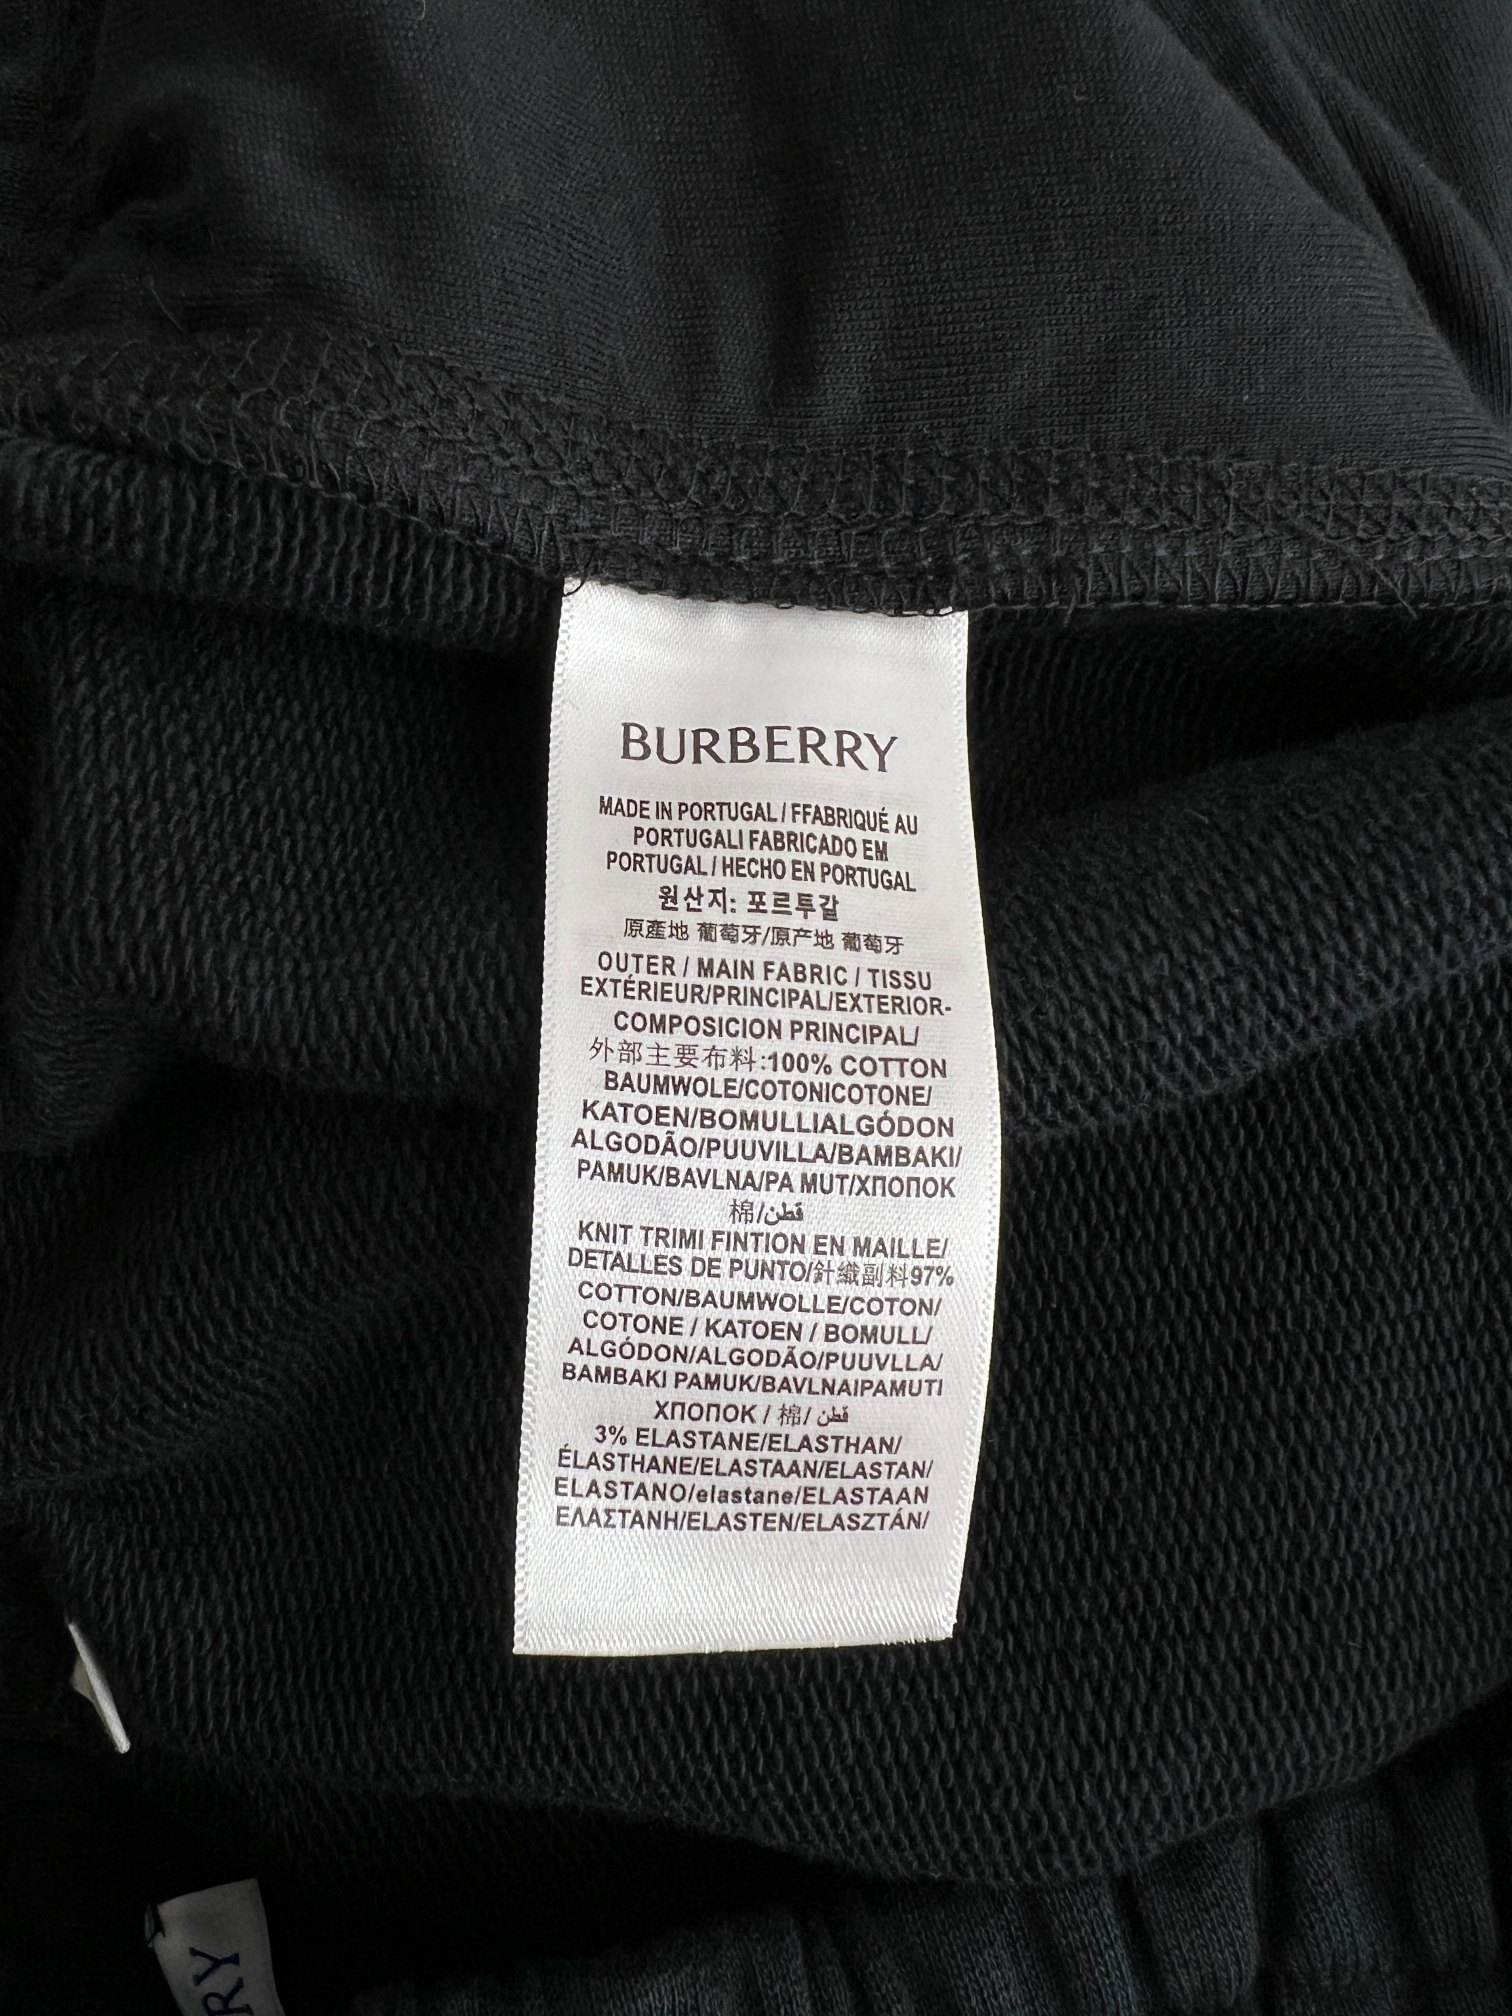 BURBERRY
MADE IN PORTUGAL / FFABRIQUÉ AU
PORTUGALI FABRICADO EM
PORTUGAL / HECHO EN PORTUGAL
원산지: 포르투갈
原產地 葡萄牙/原产地 葡萄牙
OUTER / MAIN FABRIC / TISSU
EXTÉRIEUR/PRINCIPAL/EXTERIOR-
COMPOSICION PRINCIPAL/
外部主要布料:100% COTTON
BAUMWOLE/COTONICOTONE/
KATOEN/BOMULLIALGÓDON
ALGODÃO/PUUVILLA/BAMBAKI/
PAMUK/BAVLNA/PA MUT/ХПОПОК
棉/قطن
KNIT TRIMI FINTION EN MAILLE/
DETALLES DE PUNTO/針織副料97%
COTTON/BAUMWOLLE/COTON/
COTONE / KATOEN / BOMULL/
ALGÓDON/ALGODÃO/PUUVLLA/
BAMBAKI PAMUK/BAVLNAIPAMUTI
ХПОПОК / 棉/ قطن
3% ELASTANE/ELASTHAN/
ÉLASTHANE/ELASTAAN/ELASTAN/
ELASTANO/elastane/ELASTAAN
ΕΛΑΣΤΑΝΗ/ELASTEN/ELASZTÁN/
RY